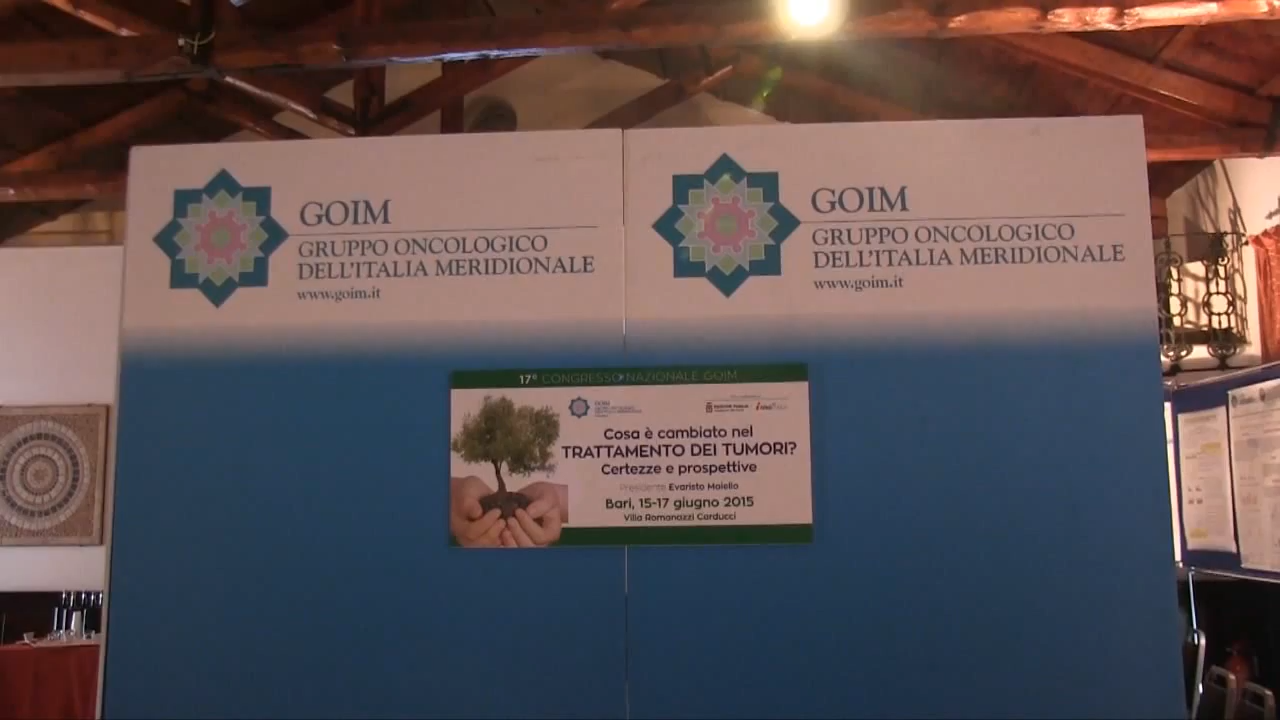 GOIM
GRUPPO ONCOLOGICO
DELL'ITALIA MERIDIONALE
www.goim.it
GOIM
GRUPPO ONCOLOGICO
DELL'ITALIA MERIDIONALE
www.goim.it
17° CONGRESSO NAZIONALE GOIM
GOIM
Cosa è cambiato nel
TRATTAMENTO DEI TUMORI?
Certezze e prospettive
Presidente Evaristo Maiello
Bari, 15-17 giugno 2015
Villa Romanazzi Carducci